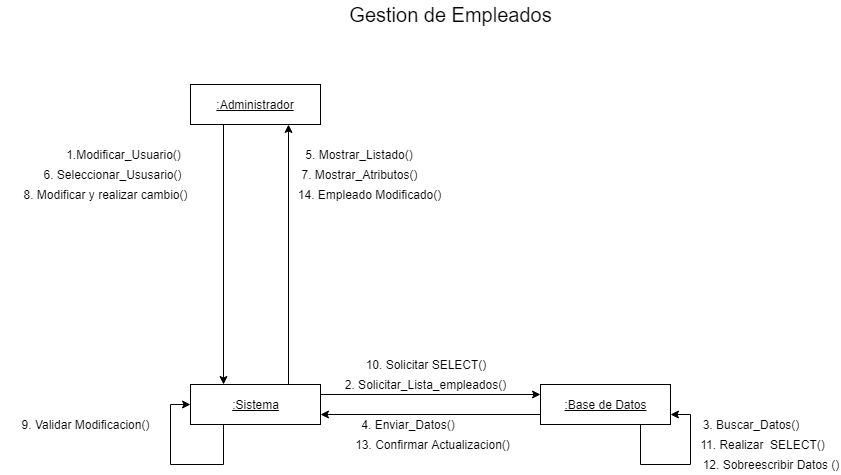 Gestion de Empleados
:Administrador
1.Modificar_Usuario()
6. Seleccionar_Ususario()
8. Modificar y realizar cambio()
5. Mostrar_Listado()
7. Mostrar_Atributos()
14. Empleado Modificado()
10. Solicitar SELECT()
2. Solicitar_Lista_empleados()
:Sistema
:Base de Datos
9. Validar Modificacion()
4. Enviar_Datos()
13. Confirmar Actualizacion()
3. Buscar_Datos()
11. Realizar  SELECT()
12. Sobreescribir Datos ()